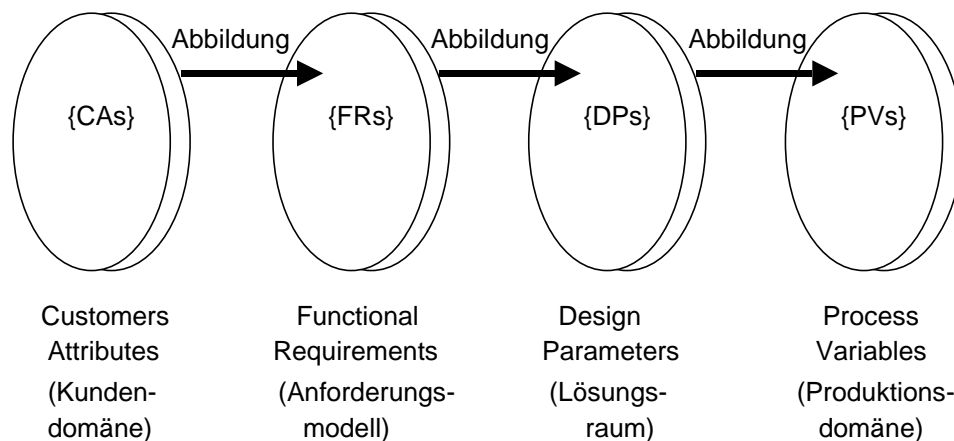 Abbildung Abbildung Abbildung
{CAs} {FRs} {DPs} {PVs}
Customers
Attributes
(Kunden-
domäne)
Functional
Requirements
(Anforderungs-
modell)
Design
Parameters
(Lösungs-
raum)
Process
Variables
(Produktions-
domäne)